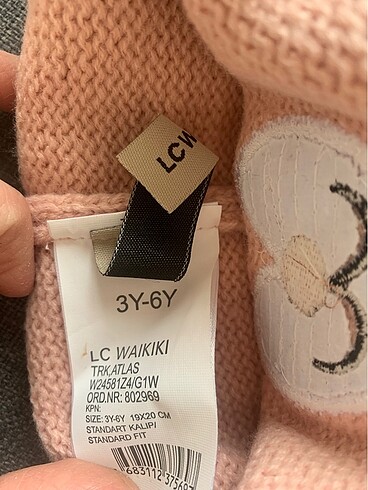 LCW
3Y-6Y
LC WAIKIKI
TRK,ATLAS
W24581Z4/G1W
ORD.NR: 802969
KPN:
SIZE: 3Y-6Y 19X20 CM
STANDART KALIP/
STANDARD FIT